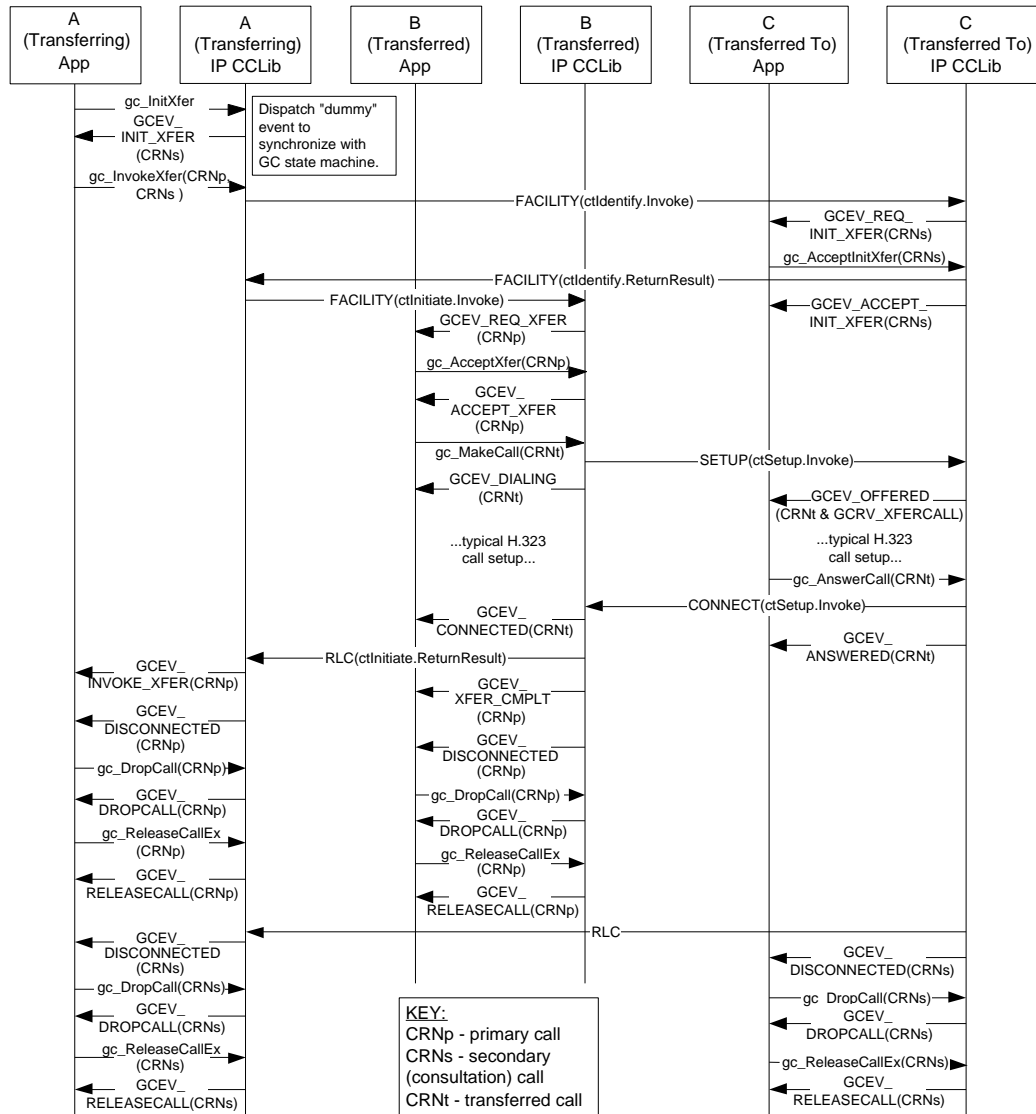 A
(Transferring)
App
A
(Transferring)
IP CCLib
B
(Transferred)
App
B
(Transferred)
IP CCLib
C
(Transferred To)
App
C
(Transferred To)
IP CCLib
gc_InitXfer
Dispatch "dummy"
event to
synchronize with
GC state machine.
GCEV_
INIT_XFER
(CRNs)
gc_InvokeXfer(CRNp,
CRNs )
FACILITY(ctIdentify.Invoke)
GCEV_REQ_
INIT_XFER(CRNs)
gc_AcceptInitXfer(CRNs)
FACILITY(ctIdentify.ReturnResult)
FACILITY(ctInitiate.Invoke)
GCEV_ACCEPT_
INIT_XFER(CRNs)
GCEV_REQ_XFER
(CRNp)
gc_AcceptXfer(CRNp)
GCEV_
ACCEPT_XFER
(CRNp)
gc_MakeCall(CRNt)
SETUP(ctSetup.Invoke)
GCEV_DIALING
(CRNt)
GCEV_OFFERED
(CRNt & GCRV_XFERCALL)
...typical H.323
call setup...
...typical H.323
call setup...
gc_AnswerCall(CRNt)
CONNECT(ctSetup.Invoke)
GCEV_
CONNECTED(CRNt)
GCEV_
ANSWERED(CRNt)
RLC(ctInitiate.ReturnResult)
GCEV_
INVOKE_XFER(CRNp)
GCEV_
XFER_CMPLT
(CRNp)
GCEV_
DISCONNECTED
(CRNp)
GCEV_
DISCONNECTED
(CRNp)
gc_DropCall(CRNp)
gc_DropCall(CRNp)
GCEV_
DROPCALL(CRNp)
GCEV_
DROPCALL(CRNp)
gc_ReleaseCallEx
(CRNp)
gc_ReleaseCallEx
(CRNp)
GCEV_
RELEASECALL(CRNp)
GCEV_
RELEASECALL(CRNp)
RLC
GCEV_
DISCONNECTED
(CRNs)
GCEV_
DISCONNECTED(CRNs)
gc_DropCall(CRNs)
gc_DropCall(CRNs)
GCEV_
DROPCALL(CRNs)
GCEV_
DROPCALL(CRNs)
gc_ReleaseCallEx
(CRNs)
gc_ReleaseCallEx(CRNs)
GCEV_
RELEASECALL(CRNs)
GCEV_
RELEASECALL(CRNs)
KEY:
CRNp - primary call
CRNs - secondary
(consultation) call
CRNt - transferred call